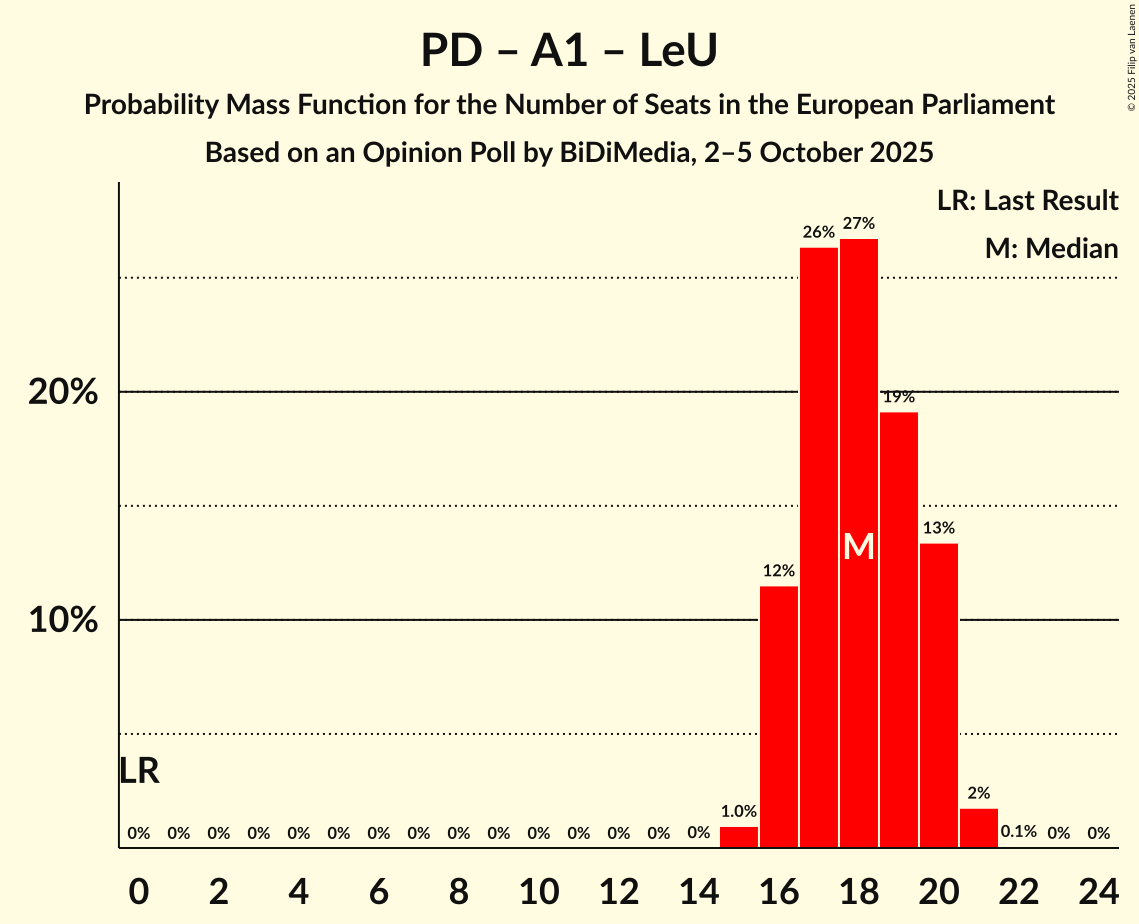 PD – A1 – LeU
Probability Mass Function for the Number of Seats in the European Parliament
Based on an Opinion Poll by BiDiMedia, 2–5 October 2025
© 2025 Filip van Laenen
LR: Last Result
M: Median
26% 27%
20%
19%
13%
M
12%
10%
LR
2%
1.0%
0% 0% 0% 0% 0% 0% 0% 0% 0% 0% 0% 0% 0% 0% 0% 0.1% 0% 0%
0 2 4 6 8 10 12 14 16 18 20 22 24